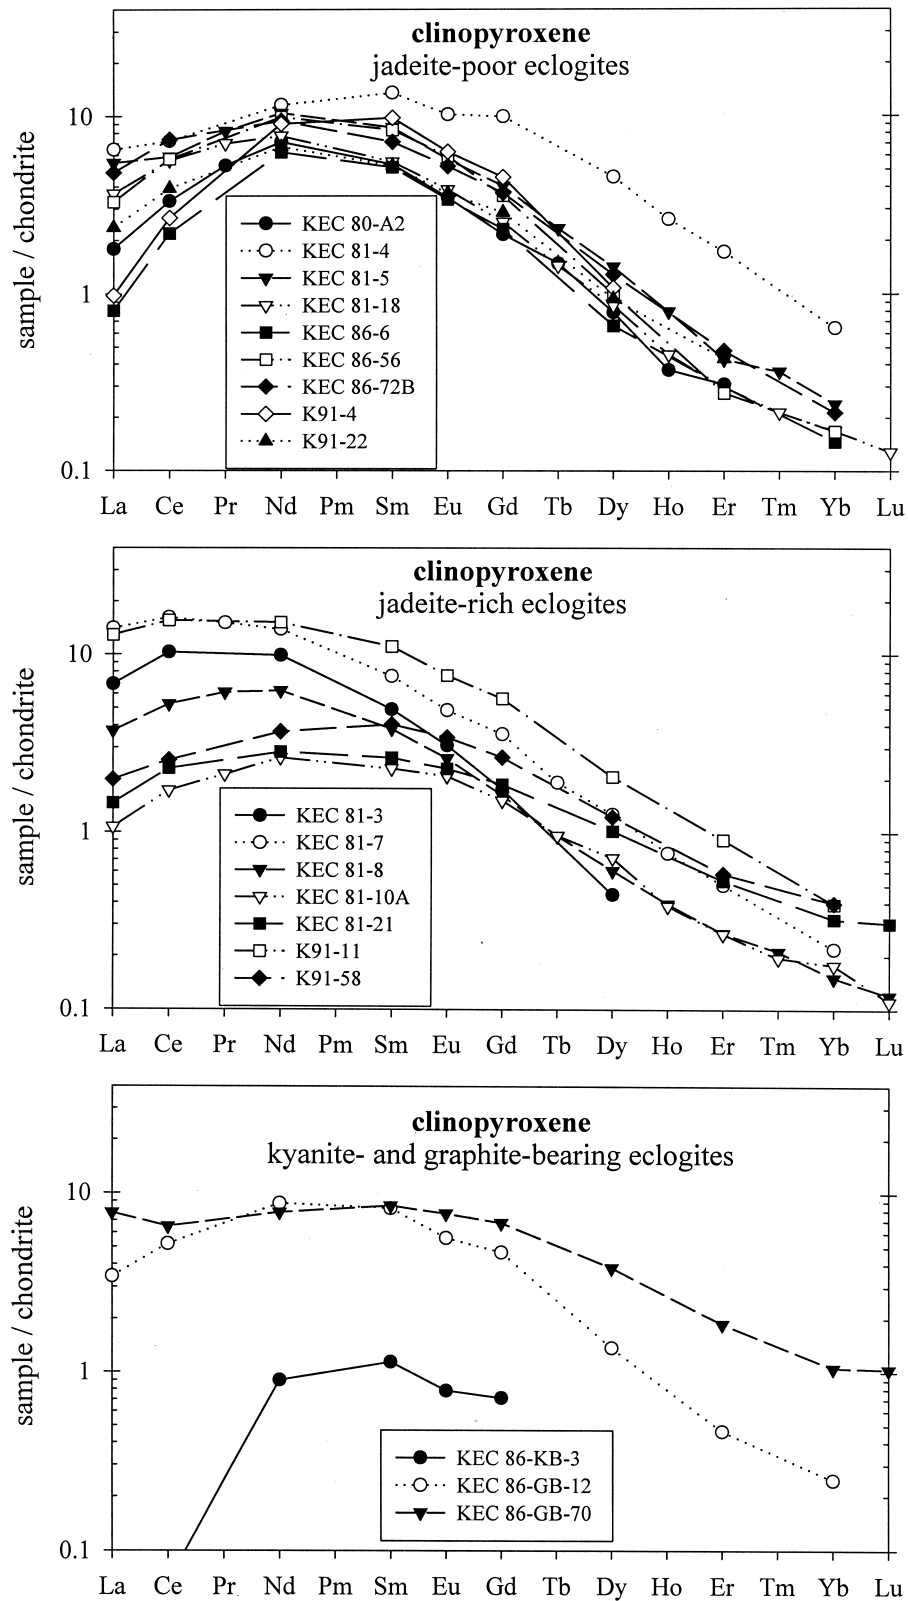 clinopyroxene
jadeite-poor eclogites
sample / chondrite
10
1
0.1
KEC 80-A2
KEC 81-4
KEC 81-5
KEC 81-18
KEC 86-6
KEC 86-56
KEC 86-72B
K91-4
K91-22
La Ce Pr Nd Pm Sm Eu Gd Tb Dy Ho Er Tm Yb Lu
clinopyroxene
jadeite-rich eclogites
sample / chondrite
10
1
0.1
KEC 81-3
KEC 81-7
KEC 81-8
KEC 81-10A
KEC 81-21
K91-11
K91-58
La Ce Pr Nd Pm Sm Eu Gd Tb Dy Ho Er Tm Yb Lu
clinopyroxene
kyanite- and graphite-bearing eclogites
sample / chondrite
10
1
0.1
KEC 86-KB-3
KEC 86-GB-12
KEC 86-GB-70
La Ce Pr Nd Pm Sm Eu Gd Tb Dy Ho Er Tm Yb Lu